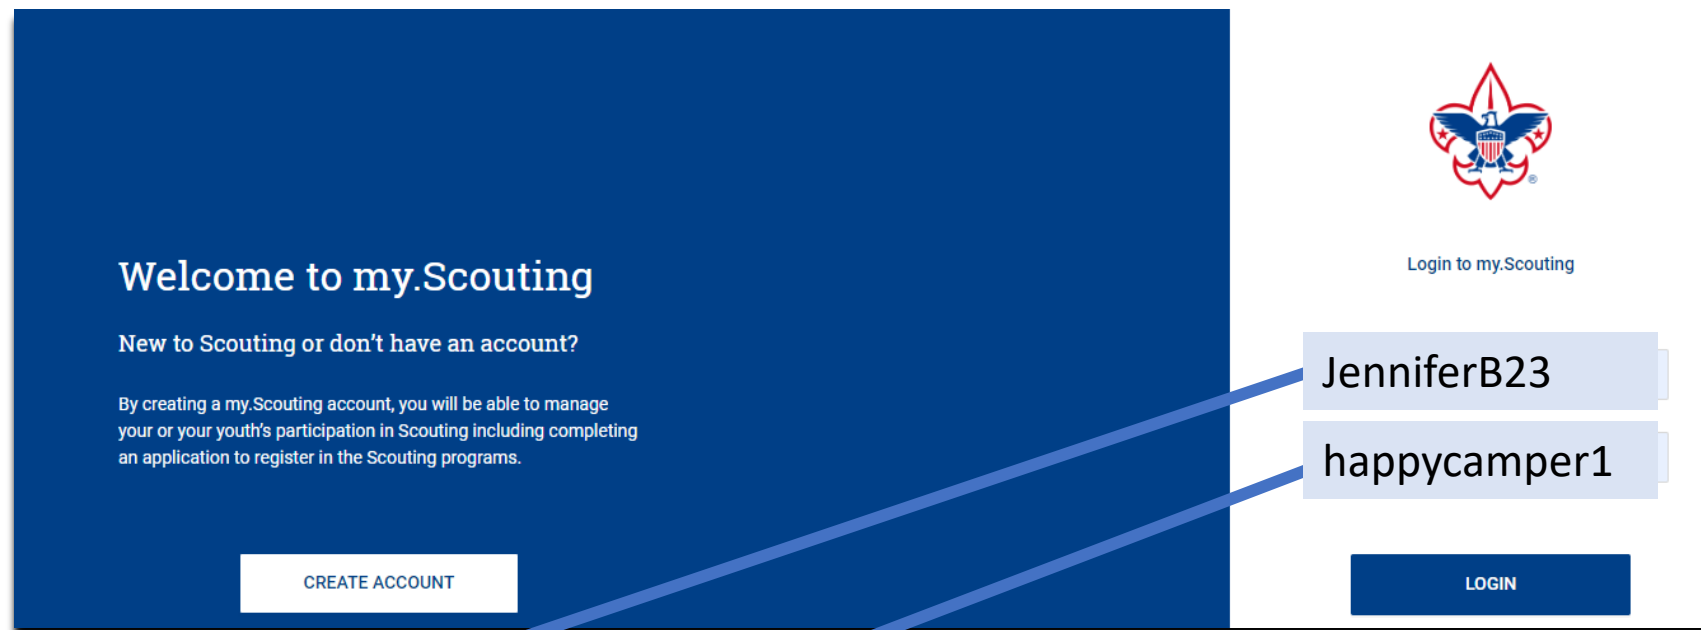 Welcome to my.Scouting
New to Scouting or don't have an account?
By creating a my.Scouting account, you will be able to manage
your or your youth's participation in Scouting including completing
an application to register in the Scouting programs.
CREATE ACCOUNT
®
Login to my.Scouting
JenniferB23
happycamper1
LOGIN